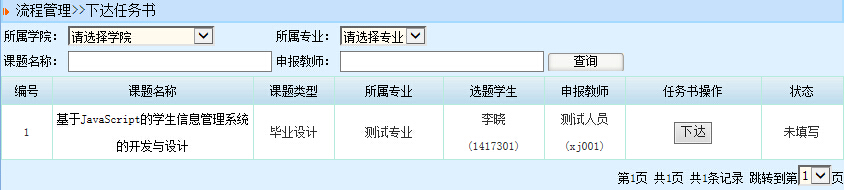 流程管理>>下达任务书
所属学院： 请选择学院 所属专业： 请选择专业
课题名称： 申报教师： 查询
编号 课题名称 课题类型 所属专业 选题学生 申报教师 任务书操作 状态
1 基于JavaScript的学生信息管理系统的开发与设计 毕业设计 测试专业 李晓 (1417301) 测试人员 (xj001) 下达 未填写
第1页 共1页 共1条记录 跳转到第 1 页